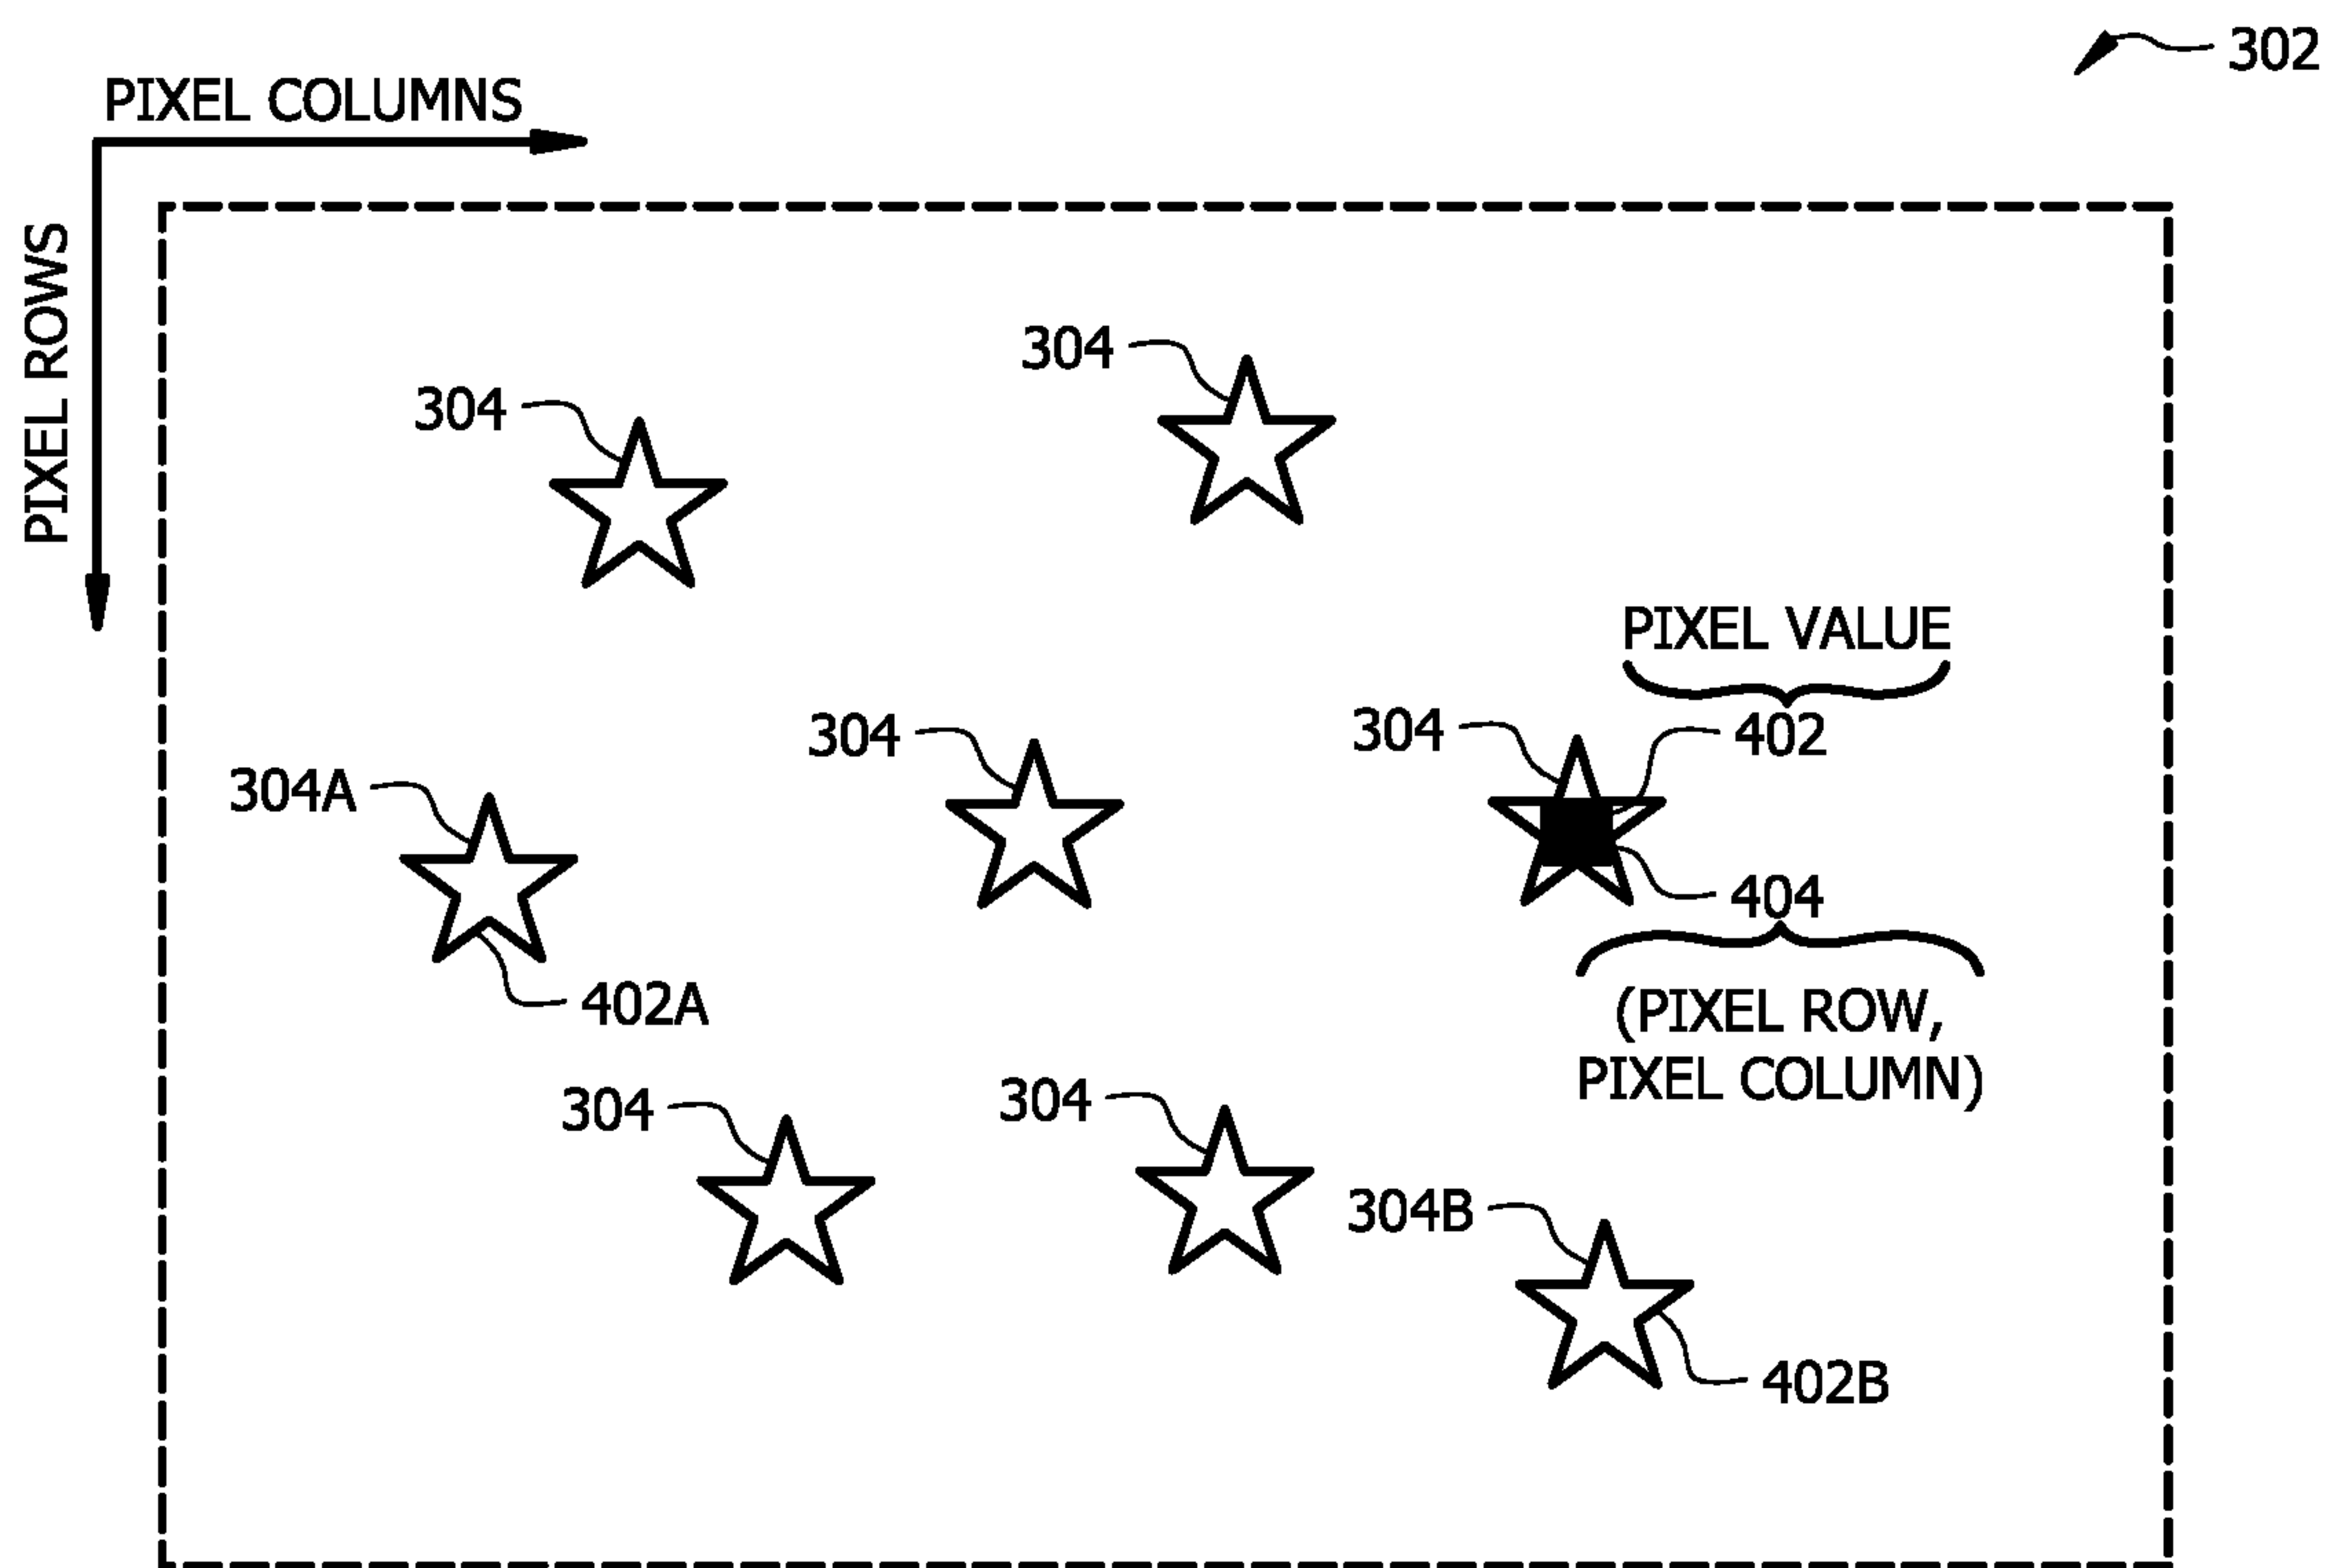 302
PIXEL COLUMNS
PIXEL ROWS
304
304
PIXEL VALUE
304
304
402
304A
404
402A
(PIXEL ROW,
PIXEL COLUMN)
304
304
304B
402B